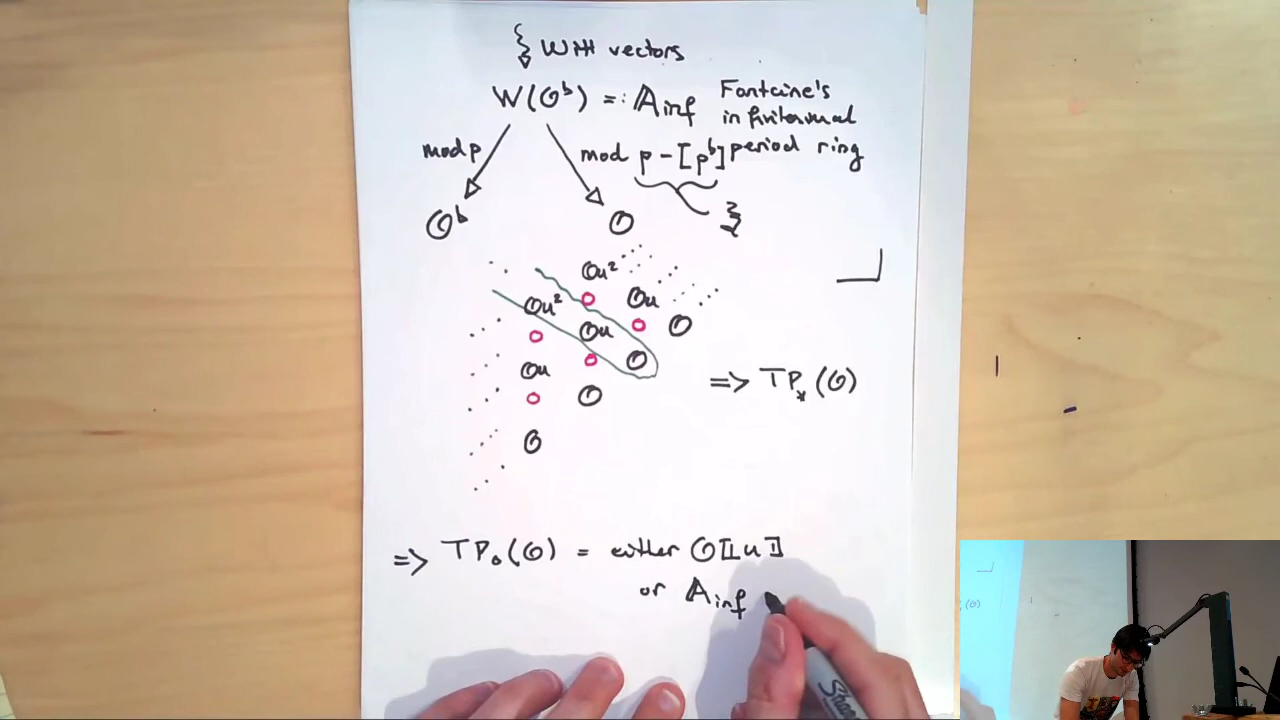 Witt vectors
W(O^b) =: A_inf Fontaine's
infinitesimal
mod p mod p - [p^b] period ring
O^b O ξ
Ou²
Ou² o Ou
o Ou o O
Ou o O => TP_*(O)
o O
O
=> TP_0(O) = either O[[u]]
or A_inf
Sharpie